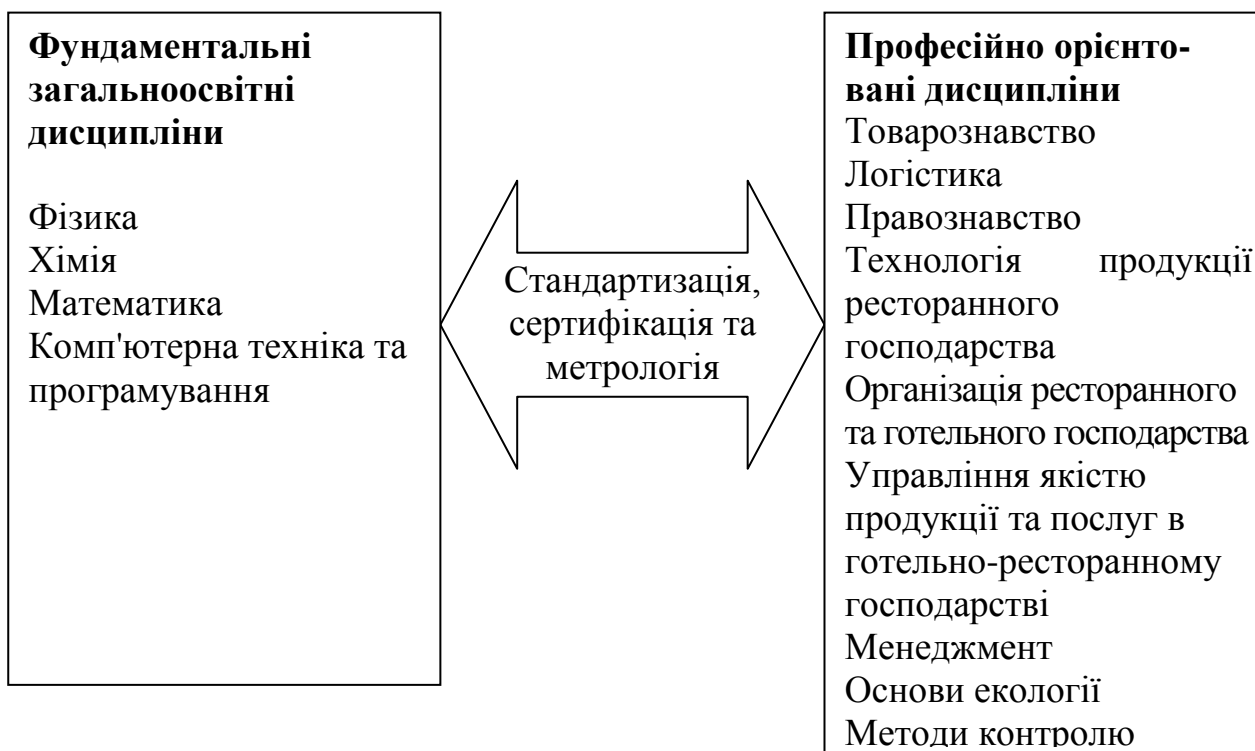 Фундаментальні
загальноосвітні
дисципліни
Фізика
Хімія
Математика
Комп'ютерна техніка та
програмування
Стандартизація,
сертифікація та
метрологія
Професійно орієнто-
вані дисципліни
Товарознавство
Логістика
Правознавство
Технологія продукції
ресторанного
господарства
Організація ресторанного
та готельного господарства
Управління якістю
продукції та послуг в
готельно-ресторанному
господарстві
Менеджмент
Основи екології
Методи контролю